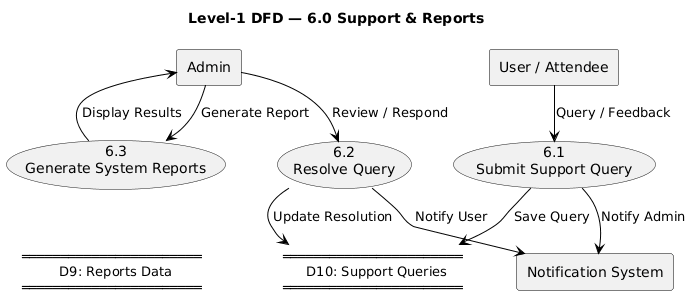 Level-1 DFD — 6.0 Support & Reports
Admin
User / Attendee
Display Results
Generate Report
Review / Respond
Query / Feedback
6.3
Generate System Reports
6.2
Resolve Query
6.1
Submit Support Query
Update Resolution
Notify User
Save Query
Notify Admin
D9: Reports Data
D10: Support Queries
Notification System